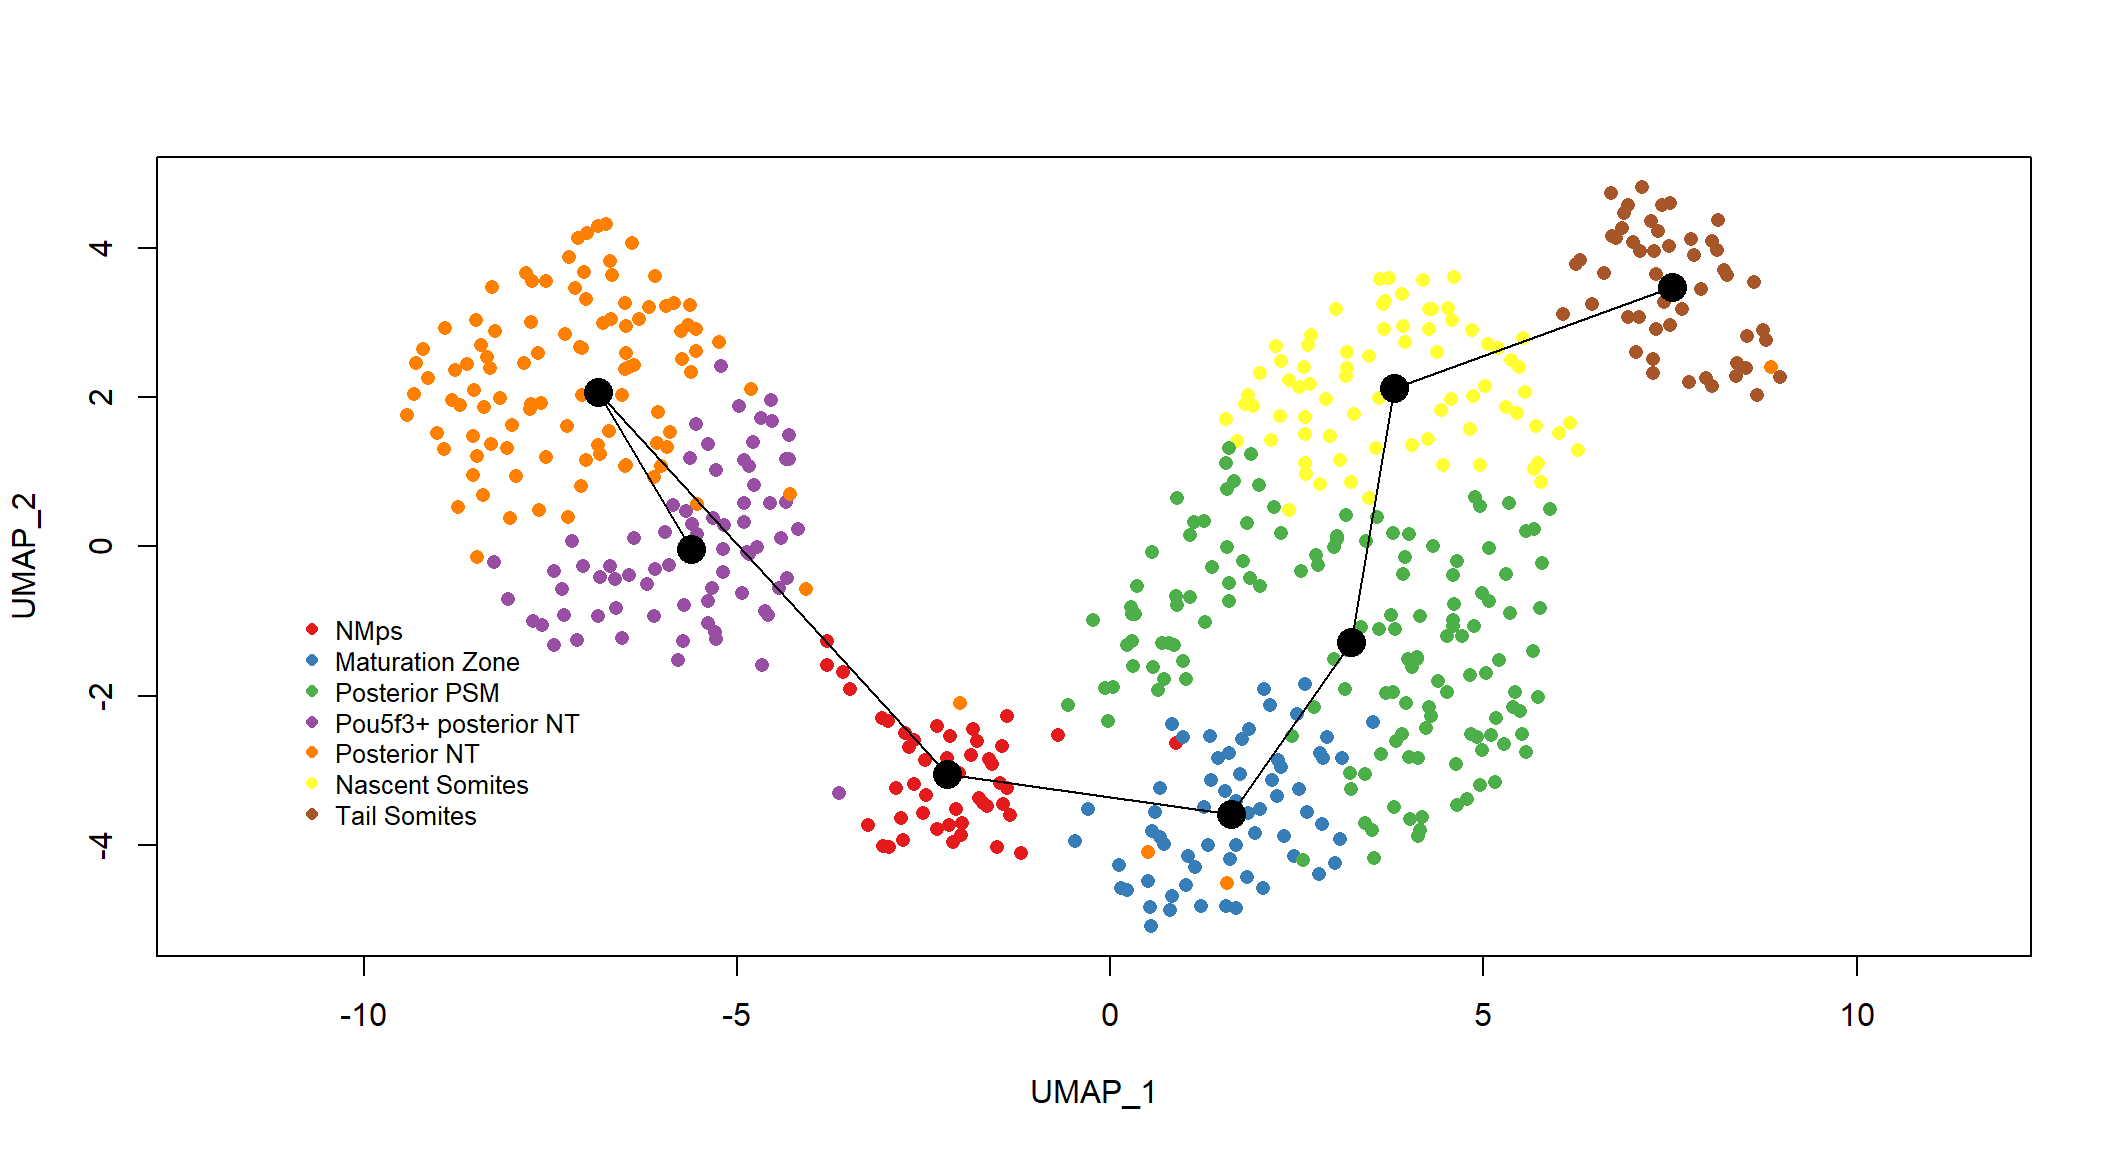 4
2
0
-2
-4
UMAP_2
NMps
Maturation Zone
Posterior PSM
Pou5f3+ posterior NT
Posterior NT
Nascent Somites
Tail Somites
-10 -5 0 5 10
UMAP_1